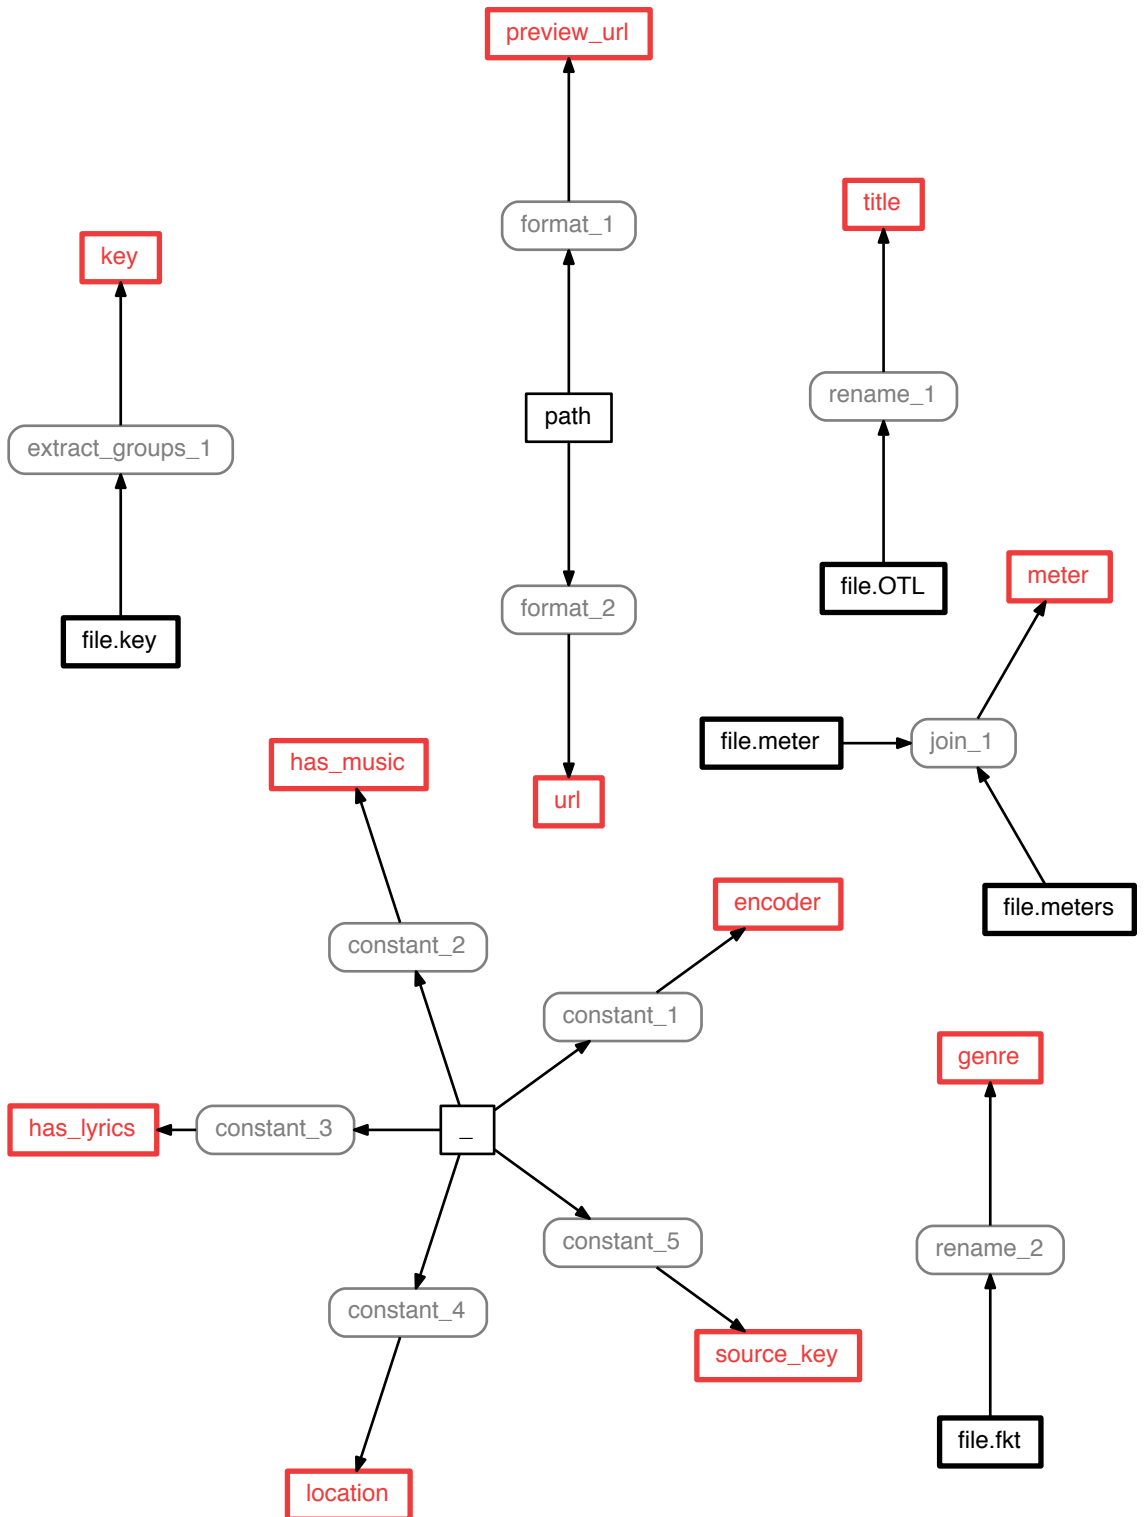 preview_url
title
format_1
key
rename_1
path
extract_groups_1
meter
file.OTL
format_2
file.key
file.meter
join_1
has_music
url
encoder
file.meters
constant_2
constant_1
genre
has_lyrics
constant_3
_
constant_5
rename_2
constant_4
source_key
file.fkt
location